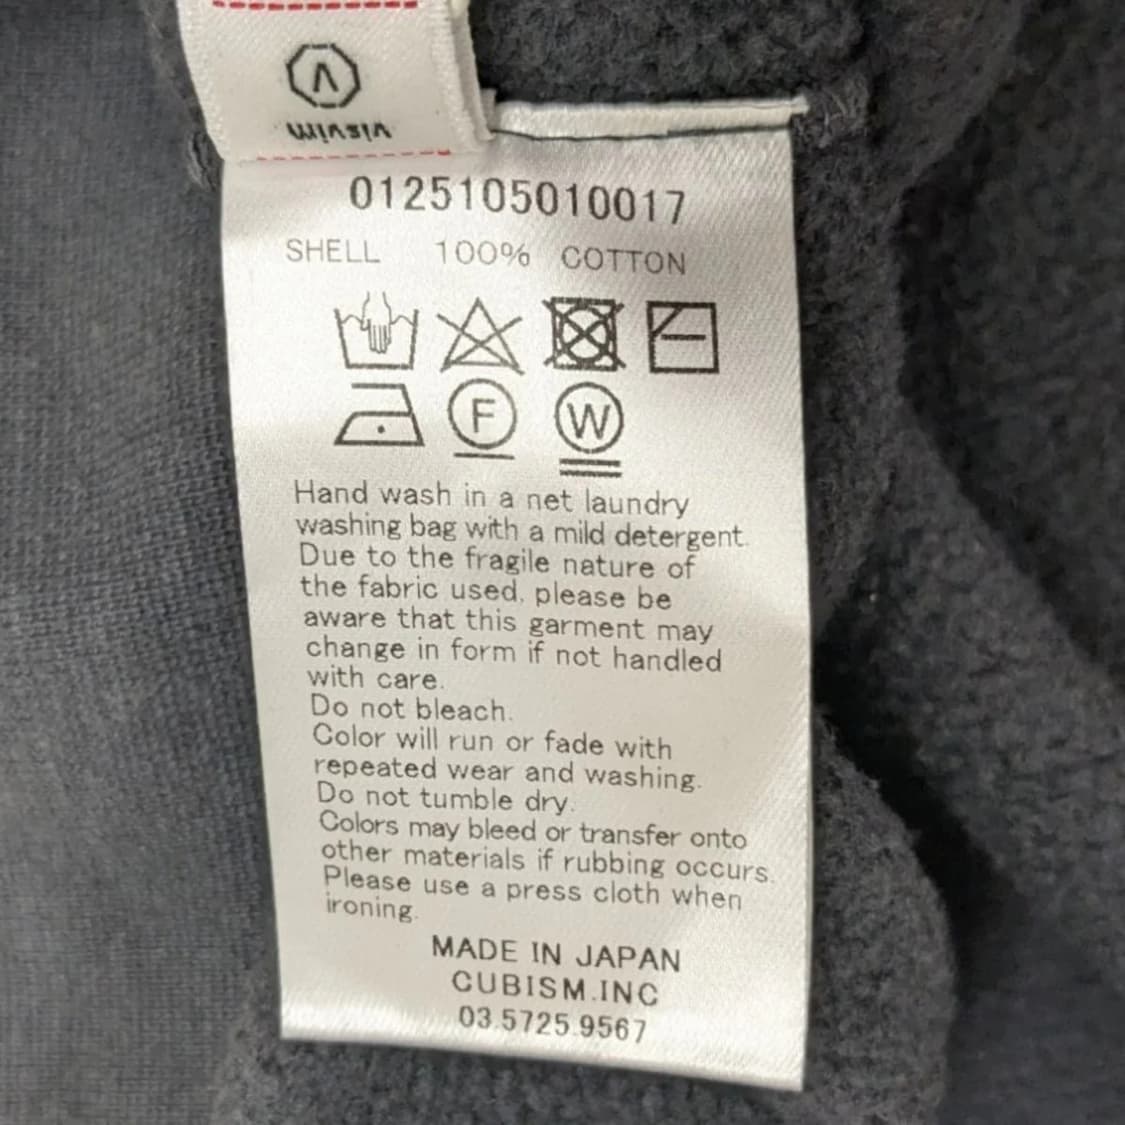 visvim
0125105010017
SHELL 100% COTTON
F W
Hand wash in a net laundry
washing bag with a mild detergent.
Due to the fragile nature of
the fabric used, please be
aware that this garment may
change in form if not handled
with care.
Do not bleach.
Color will run or fade with
repeated wear and washing.
Do not tumble dry.
Colors may bleed or transfer onto
other materials if rubbing occurs.
Please use a press cloth when
ironing.
MADE IN JAPAN
CUBISM.INC
03.5725.9567